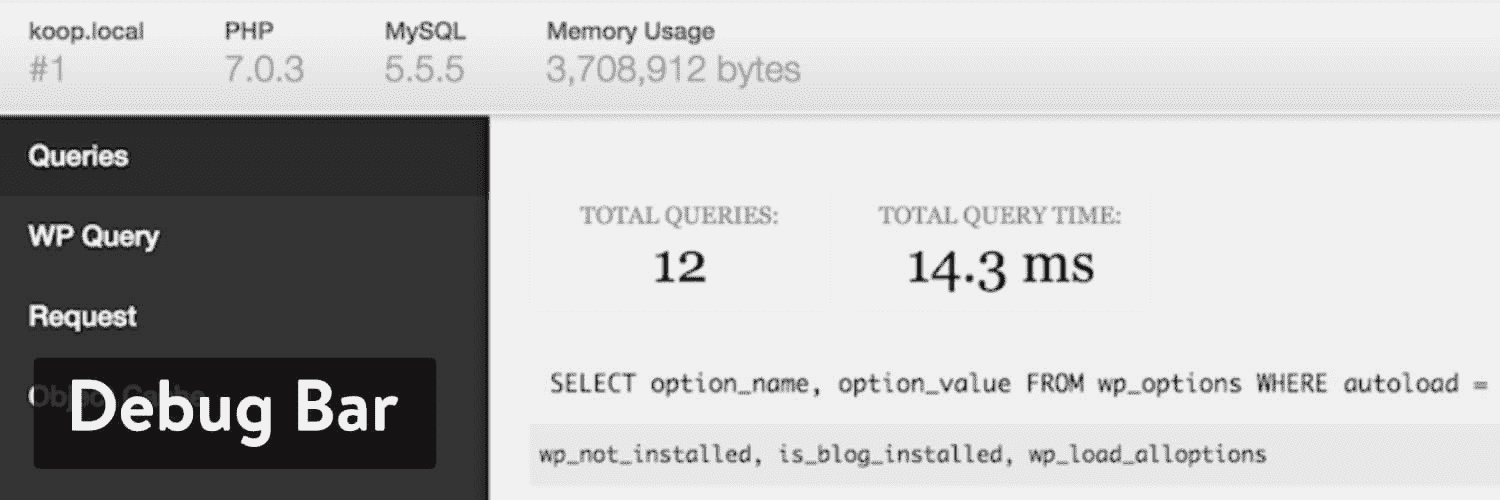 koop.local PHP MySQL Memory Usage
#1 7.0.3 5.5.5 3,708,912 bytes
Queries
WP Query
Request
Debug Bar
TOTAL QUERIES: TOTAL QUERY TIME:
12 14.3 ms
SELECT option_name, option_value FROM wp_options WHERE autoload =
wp_not_installed, is_blog_installed, wp_load_alloptions